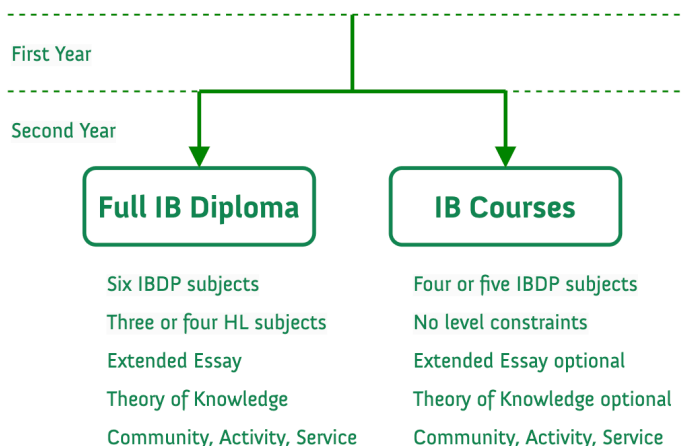 First Year
Second Year
Full IB Diploma
IB Courses
Six IBDP subjects
Four or five IBDP subjects
Three or four HL subjects
No level constraints
Extended Essay
Extended Essay optional
Theory of Knowledge
Theory of Knowledge optional
Community, Activity, Service
Community, Activity, Service